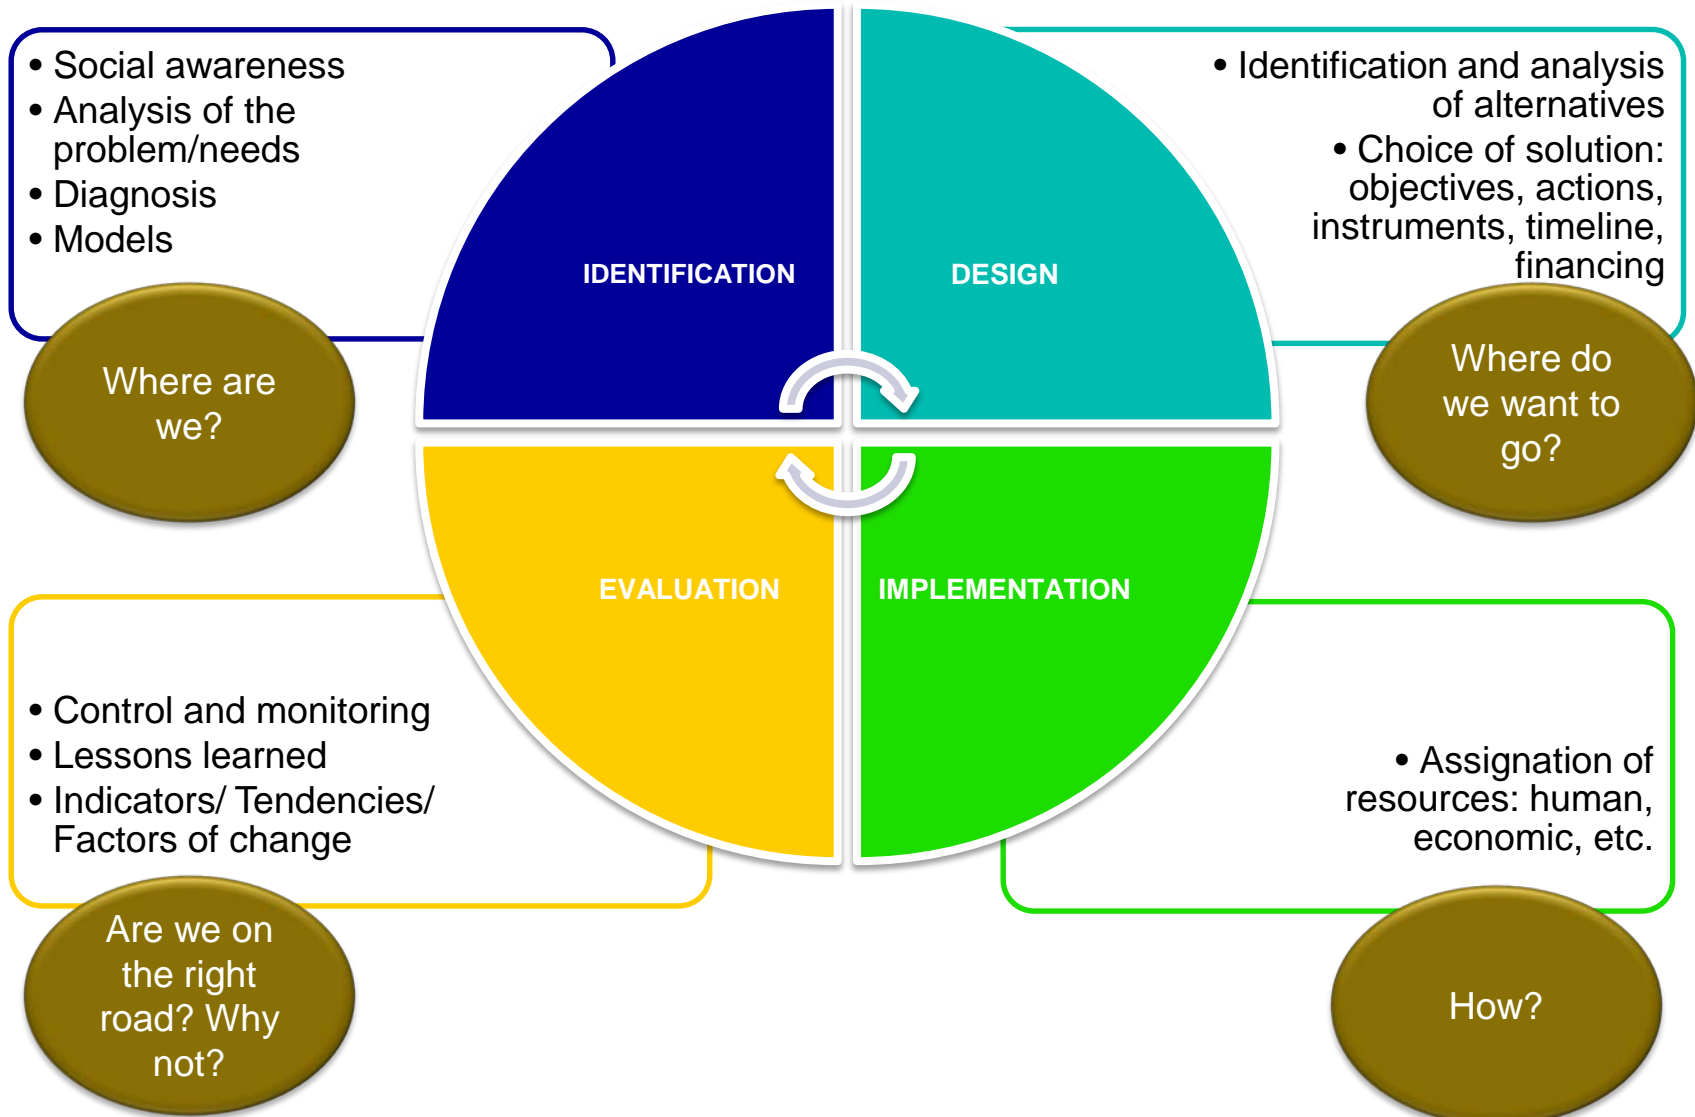 • Social awareness
• Analysis of the
problem/needs
• Diagnosis
• Models
Where are
we?
IDENTIFICATION
DESIGN
• Identification and analysis
of alternatives
• Choice of solution:
objectives, actions,
instruments, timeline,
financing
Where do
we want to
go?
EVALUATION
IMPLEMENTATION
• Control and monitoring
• Lessons learned
• Indicators/ Tendencies/
Factors of change
Are we on
the right
road? Why
not?
• Assignation of
resources: human,
economic, etc.
How?